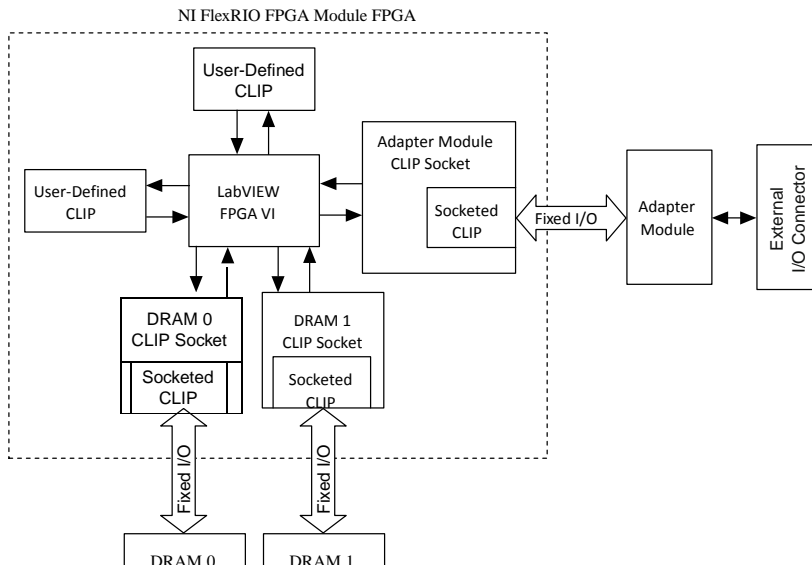 NI FlexRIO FPGA Module FPGA
User-Defined
CLIP
Adapter Module
CLIP Socket
User-Defined
CLIP
LabVIEW
FPGA VI
Socketed
CLIP
Fixed I/O
Adapter
Module
External
I/O Connector
DRAM 0
CLIP Socket
DRAM 1
CLIP Socket
Socketed
CLIP
Socketed
CLIP
Fixed I/O
Fixed I/O
DRAM 0
DRAM 1